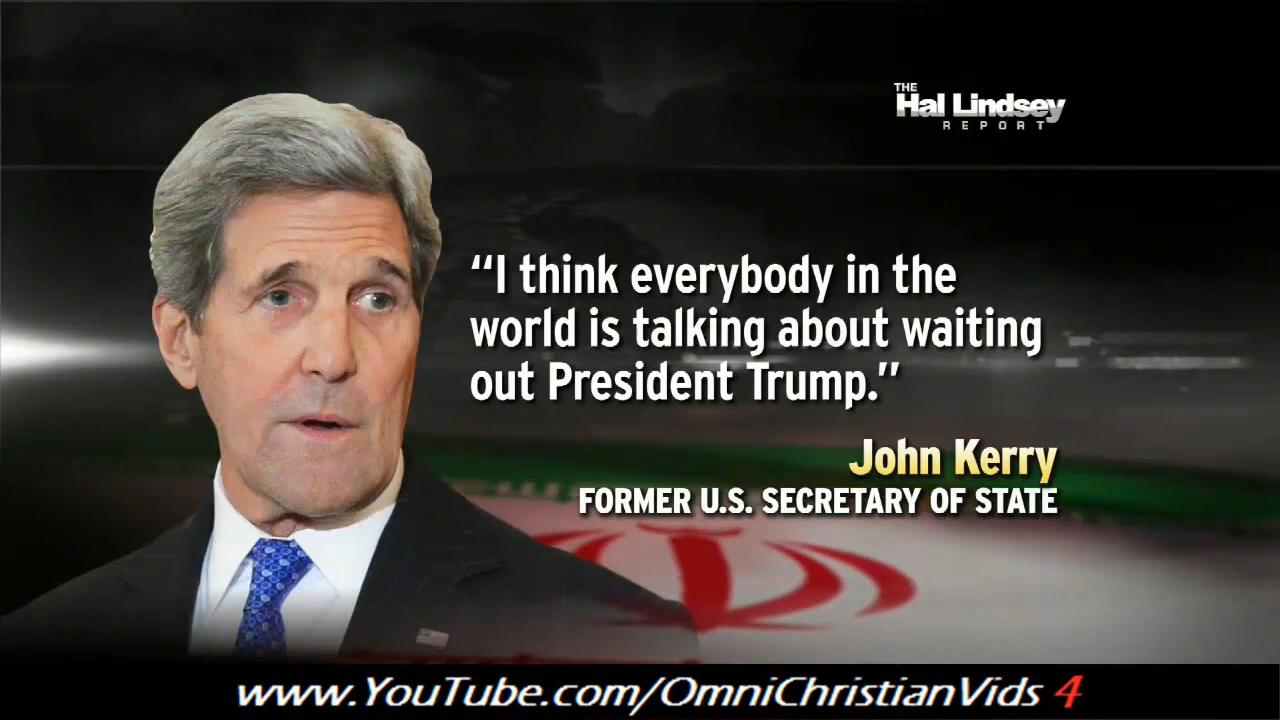 THE
Hal Lindsey
REPORT
“I think everybody in the
world is talking about waiting
out President Trump.”
John Kerry
FORMER U.S. SECRETARY OF STATE
www.YouTube.com/OmniChristianVids 4